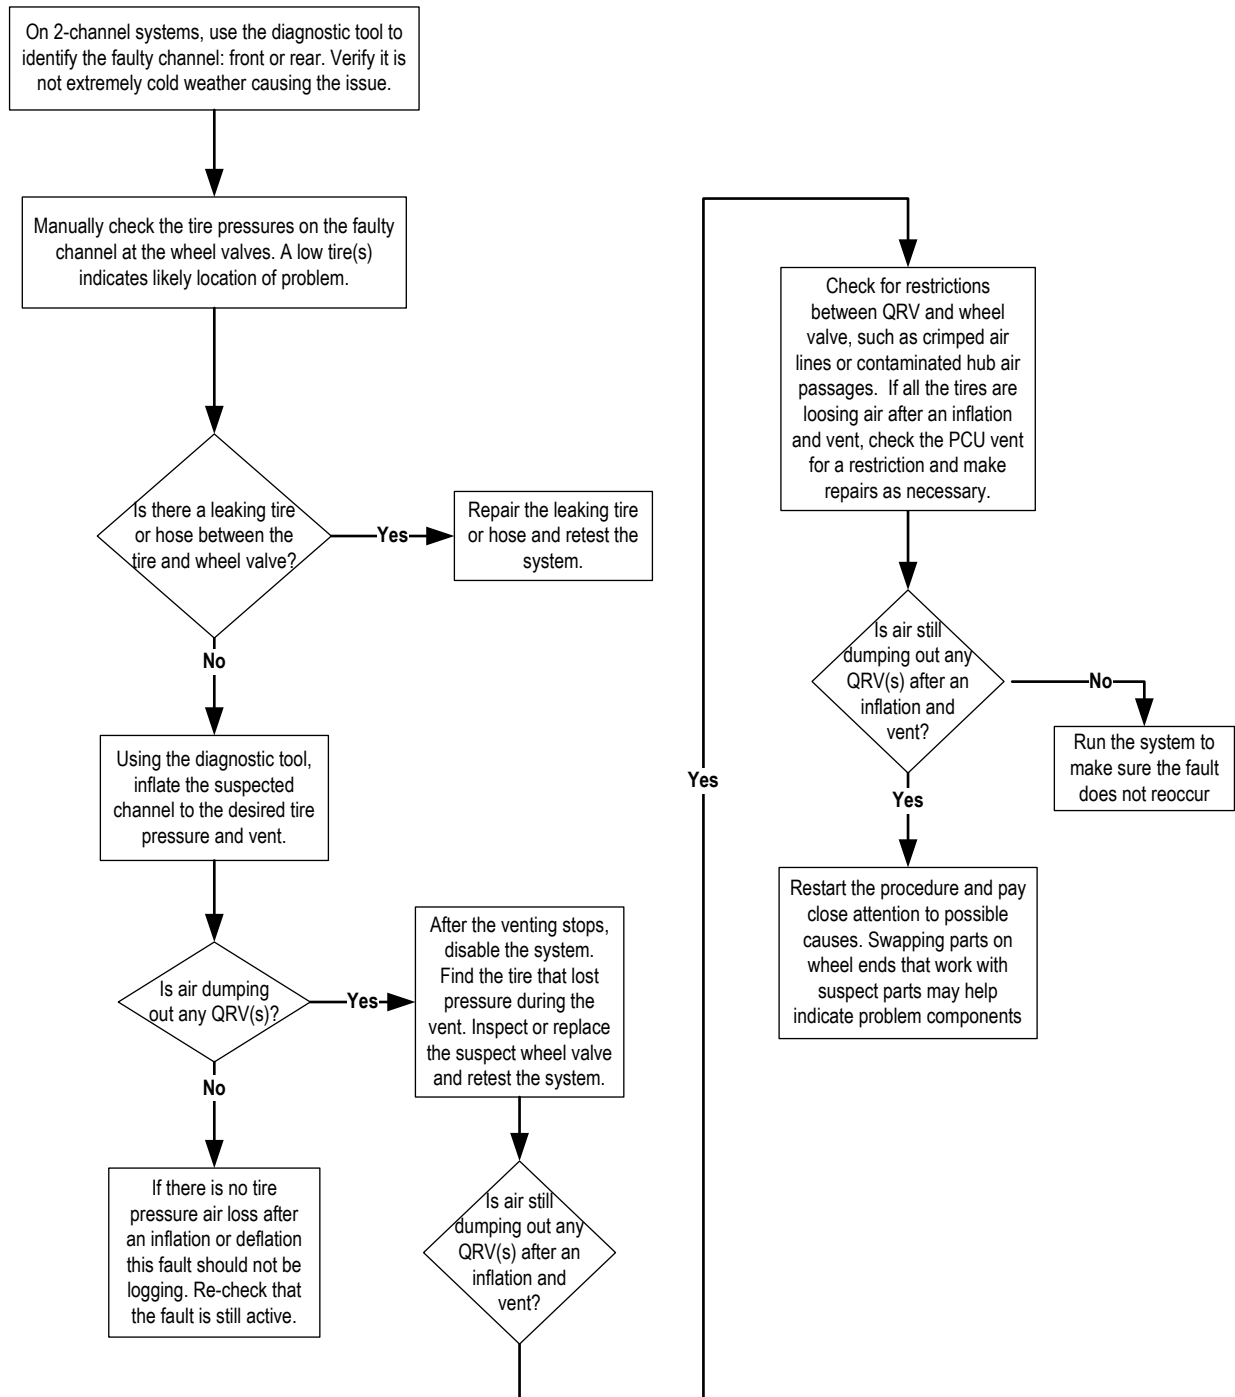 On 2-channel systems, use the diagnostic tool to
identify the faulty channel: front or rear. Verify it is
not extremely cold weather causing the issue.
Manually check the tire pressures on the faulty
channel at the wheel valves. A low tire(s)
indicates likely location of problem.
Is there a leaking tire
or hose between the
tire and wheel valve?
Yes
Repair the leaking tire
or hose and retest the
system.
No
Using the diagnostic tool,
inflate the suspected
channel to the desired tire
pressure and vent.
Is air dumping
out any QRV(s)?
Yes
After the venting stops,
disable the system.
Find the tire that lost
pressure during the
vent. Inspect or replace
the suspect wheel valve
and retest the system.
No
If there is no tire
pressure air loss after
an inflation or deflation
this fault should not be
logging. Re-check that
the fault is still active.
Is air still
dumping out any
QRV(s) after an
inflation and
vent?
Yes
Check for restrictions
between QRV and wheel
valve, such as crimped air
lines or contaminated hub air
passages.  If all the tires are
loosing air after an inflation
and vent, check the PCU vent
for a restriction and make
repairs as necessary.
Is air still
dumping out any
QRV(s) after an
inflation and
vent?
No
Run the system to
make sure the fault
does not reoccur
Yes
Restart the procedure and pay
close attention to possible
causes. Swapping parts on
wheel ends that work with
suspect parts may help
indicate problem components